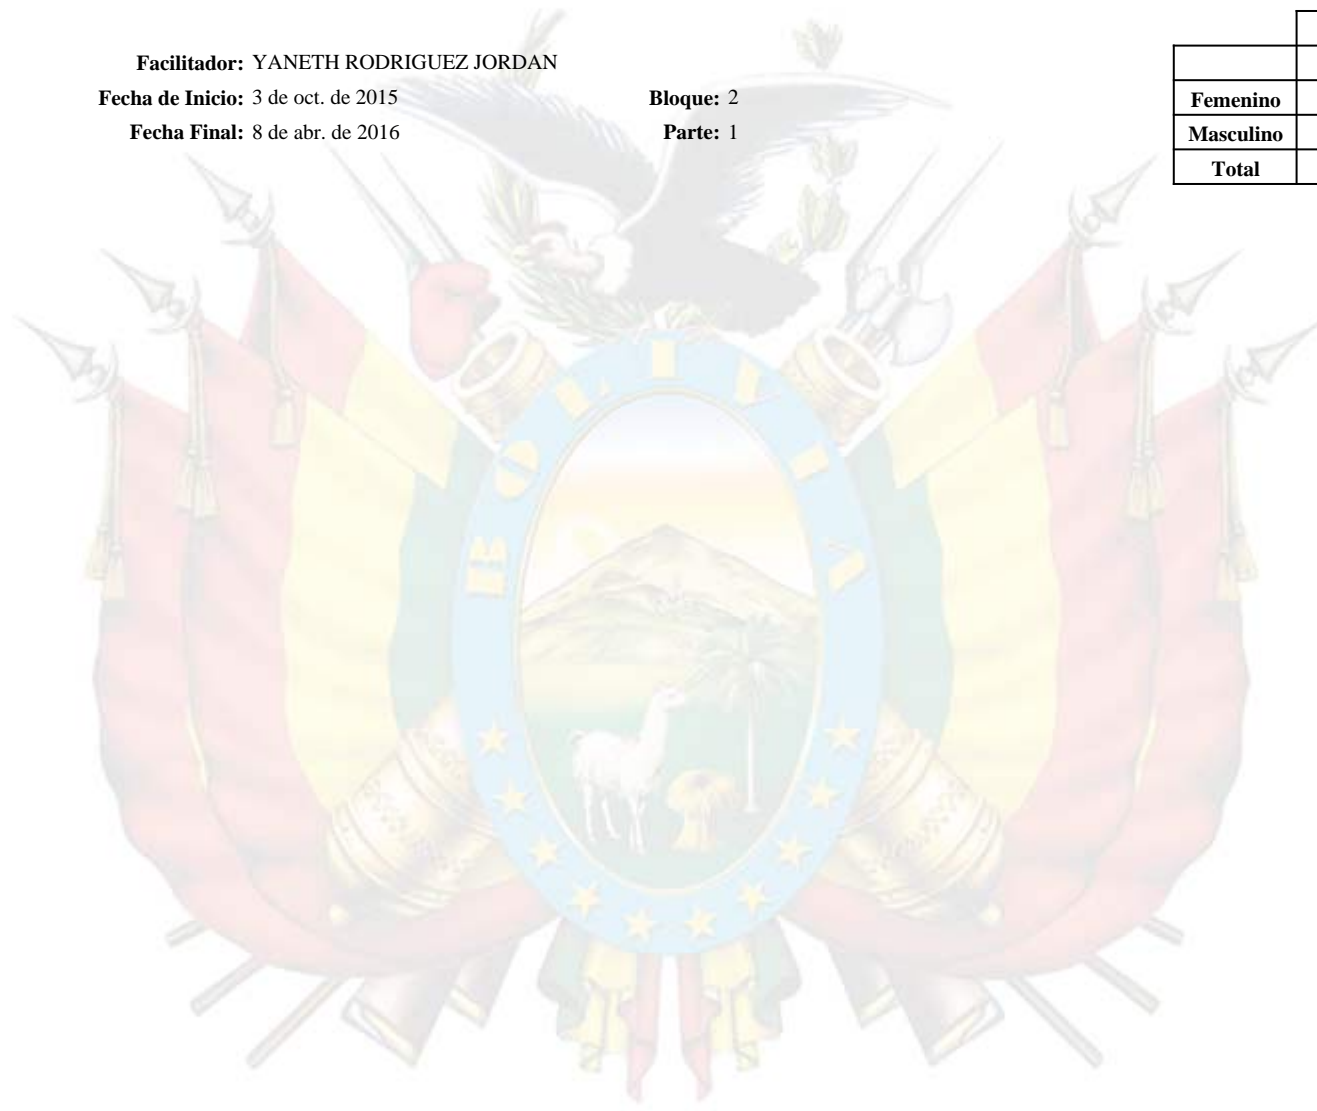 Facilitador: YANETH RODRIGUEZ JORDAN
Fecha de Inicio: 3 de oct. de 2015 Bloque: 2
Fecha Final: 8 de abr. de 2016 Parte: 1
Femenino
Masculino
Total
BOLIVIA